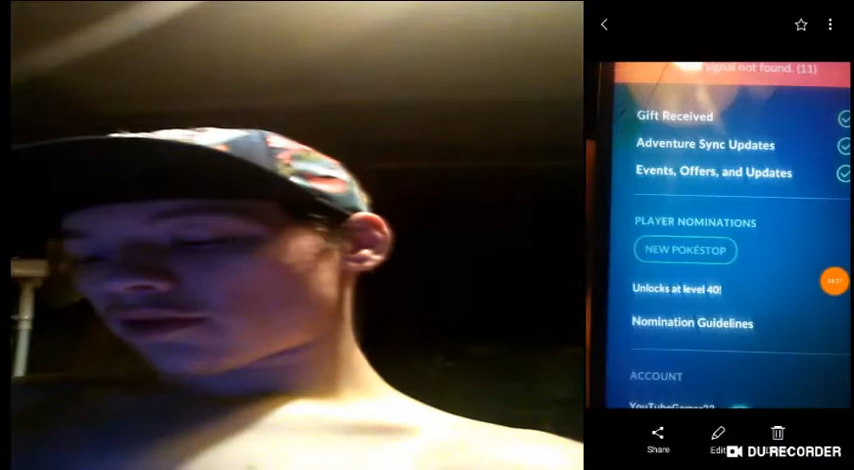 signal not found. (11)
Gift Received
Adventure Sync Updates
Events, Offers, and Updates
PLAYER NOMINATIONS
NEW POKÉSTOP
Unlocks at level 40!
Nomination Guidelines
ACCOUNT
Share
Edit
DU RECORDER